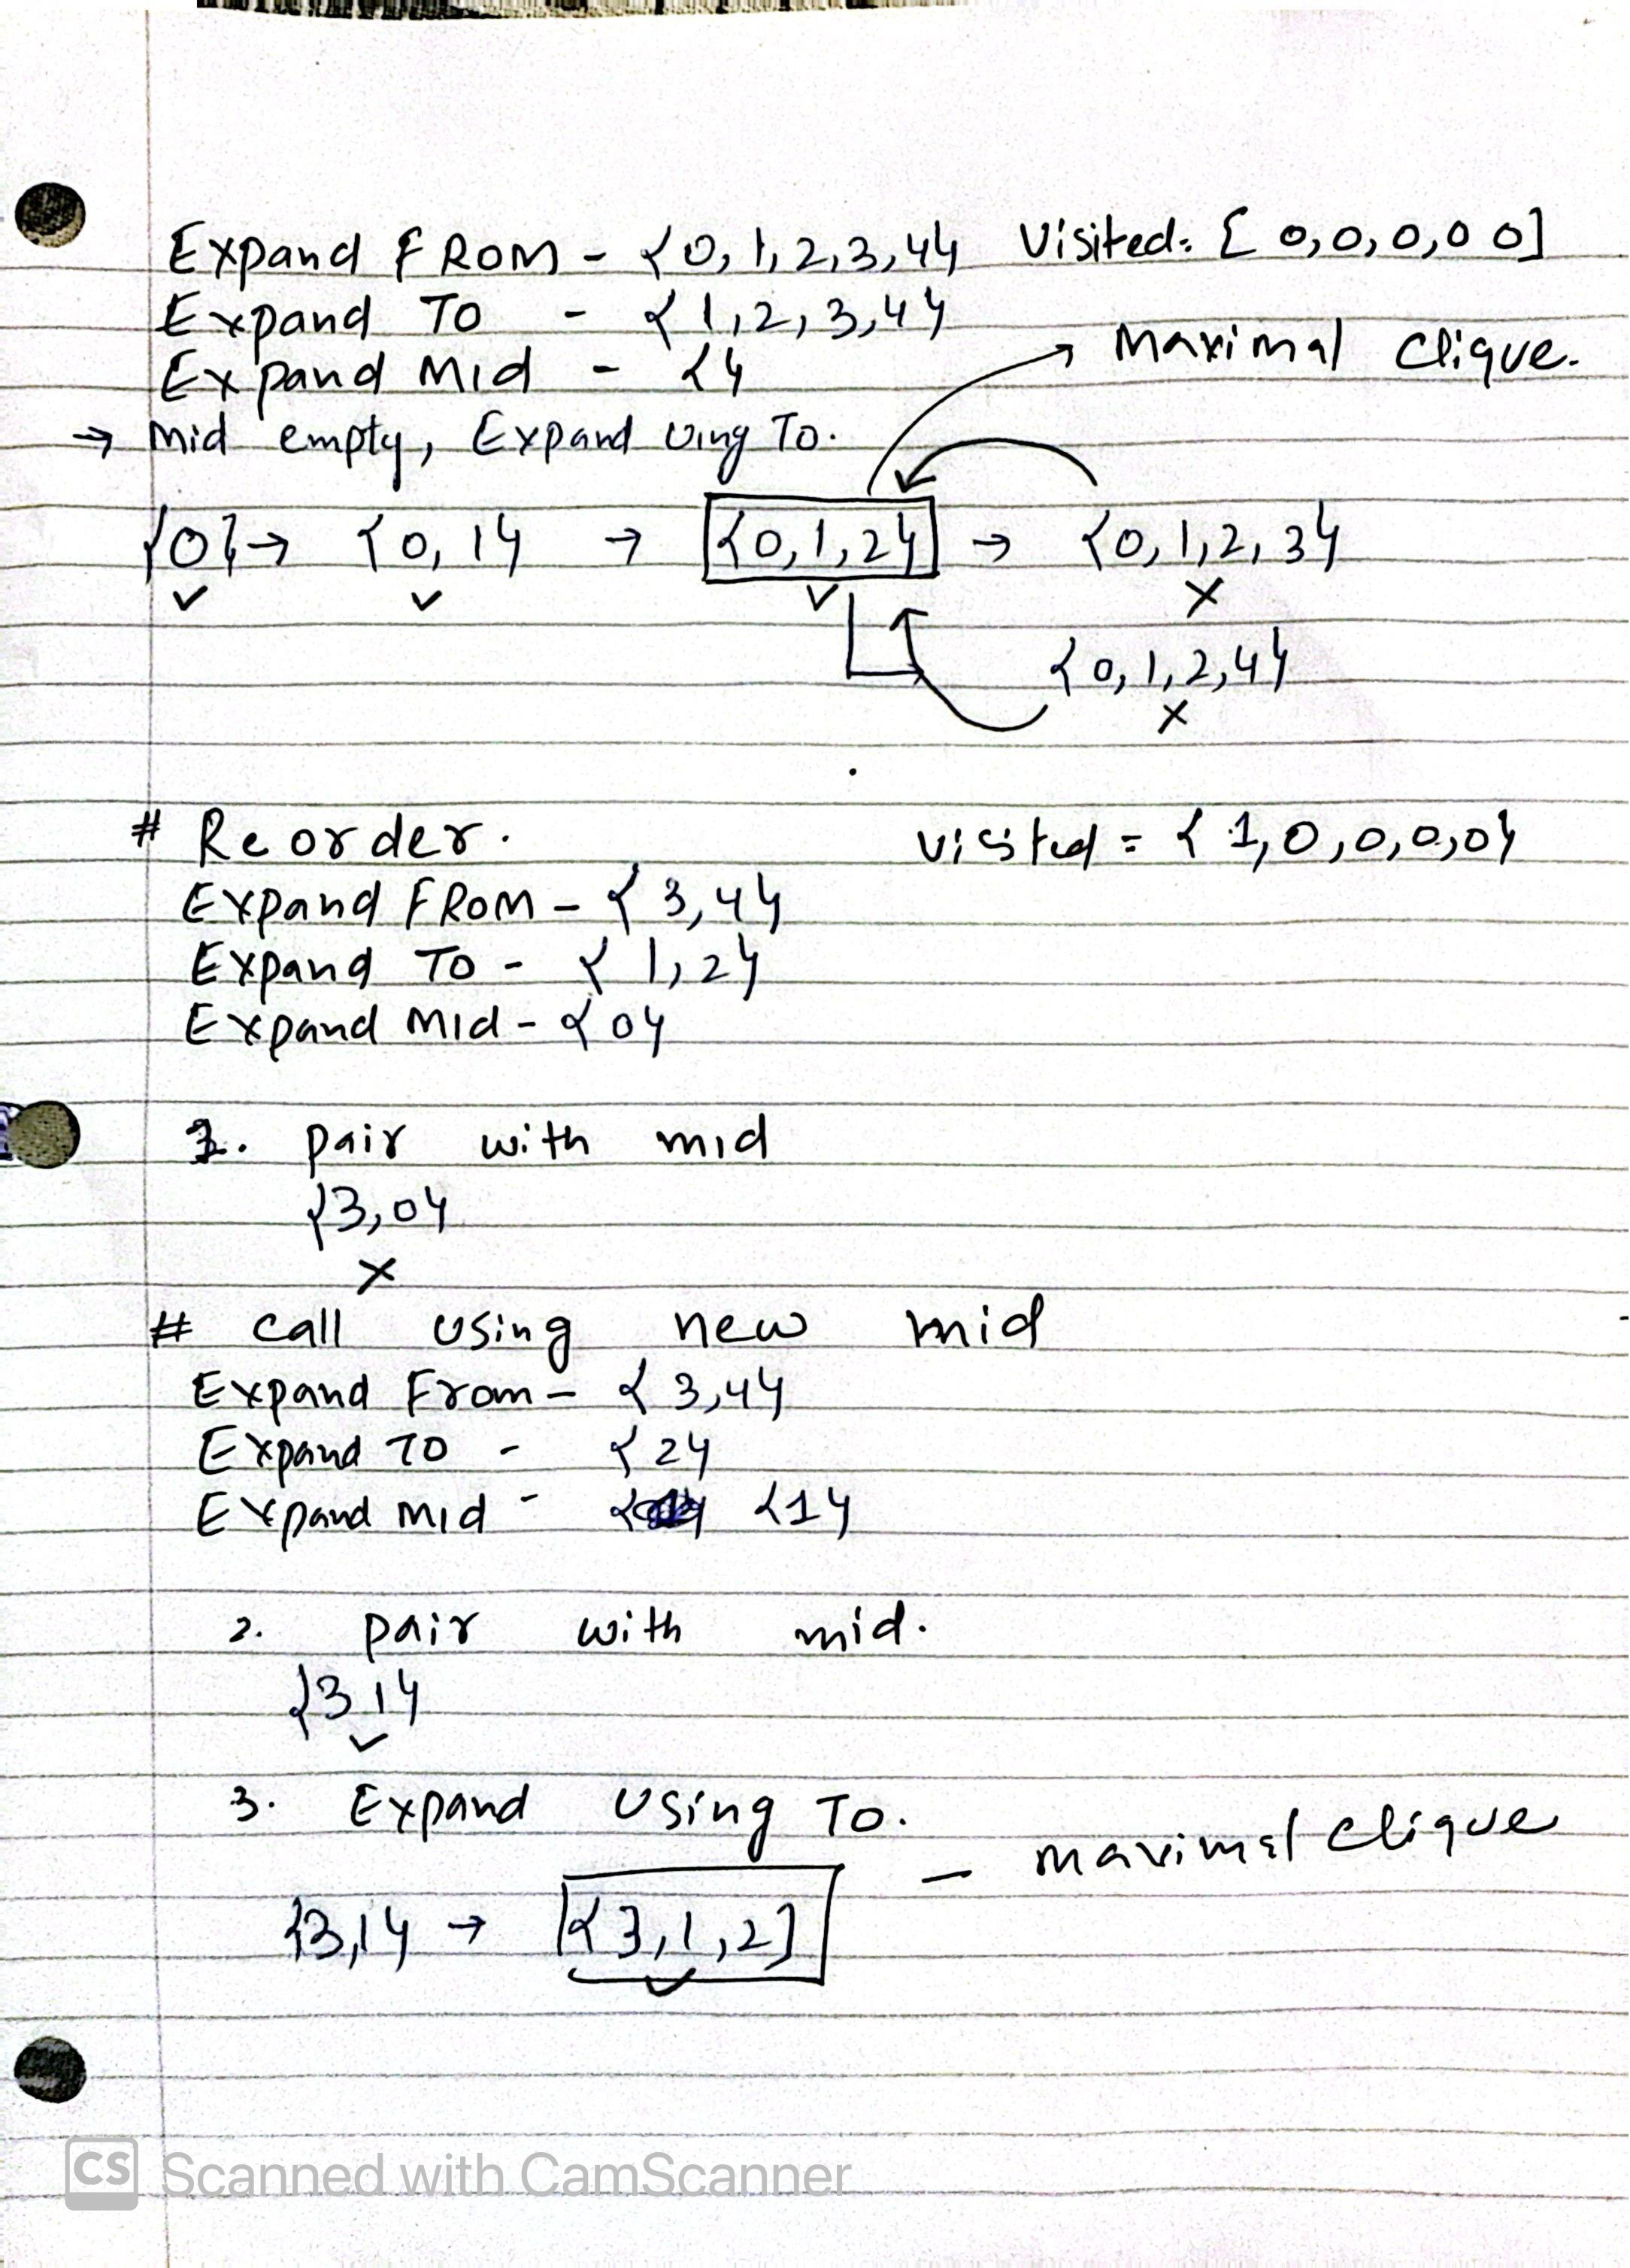 Expand FROM - {0, 1, 2, 3, 4} Visited: [ 0, 0, 0, 0 0]
Expand TO - {1, 2, 3, 4}
Expand Mid - {}
Maximal Clique.
→ Mid empty, Expand Using To.
{0} → {0, 1} → {0, 1, 2} → {0, 1, 2, 3}
✓ ✓ ✓ ×
{0, 1, 2, 4}
×
# Reorder. Visited = {1, 0, 0, 0, 0}
Expand FROM - {3, 4}
Expand TO - {1, 2}
Expand Mid - {0}
1. pair with mid
{3, 0}
×
# call using new mid
Expand From - {3, 4}
Expand TO - {2}
Expand Mid - {1}
2. pair with mid.
{3 1}
✓
3. Expand Using To.
{3, 1} → {3, 1, 2} - maximal Clique
✓
CS Scanned with CamScanner